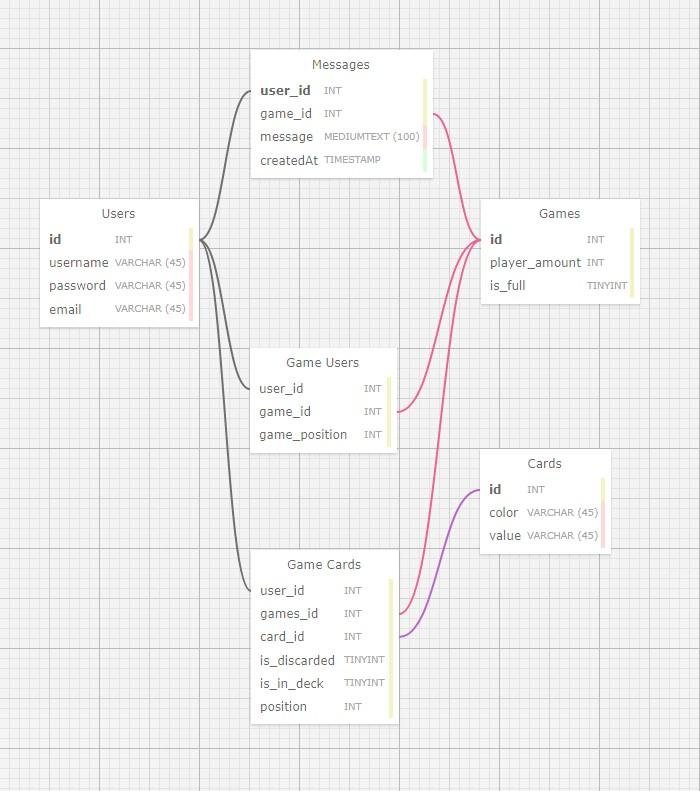 Messages
user_id INT
game_id INT
message MEDIUMTEXT (100)
createdAt TIMESTAMP
Users
id INT
username VARCHAR (45)
password VARCHAR (45)
email VARCHAR (45)
Games
id INT
player_amount INT
is_full TINYINT
Game Users
user_id INT
game_id INT
game_position INT
Cards
id INT
color VARCHAR (45)
value VARCHAR (45)
Game Cards
user_id INT
games_id INT
card_id INT
is_discarded TINYINT
is_in_deck TINYINT
position INT